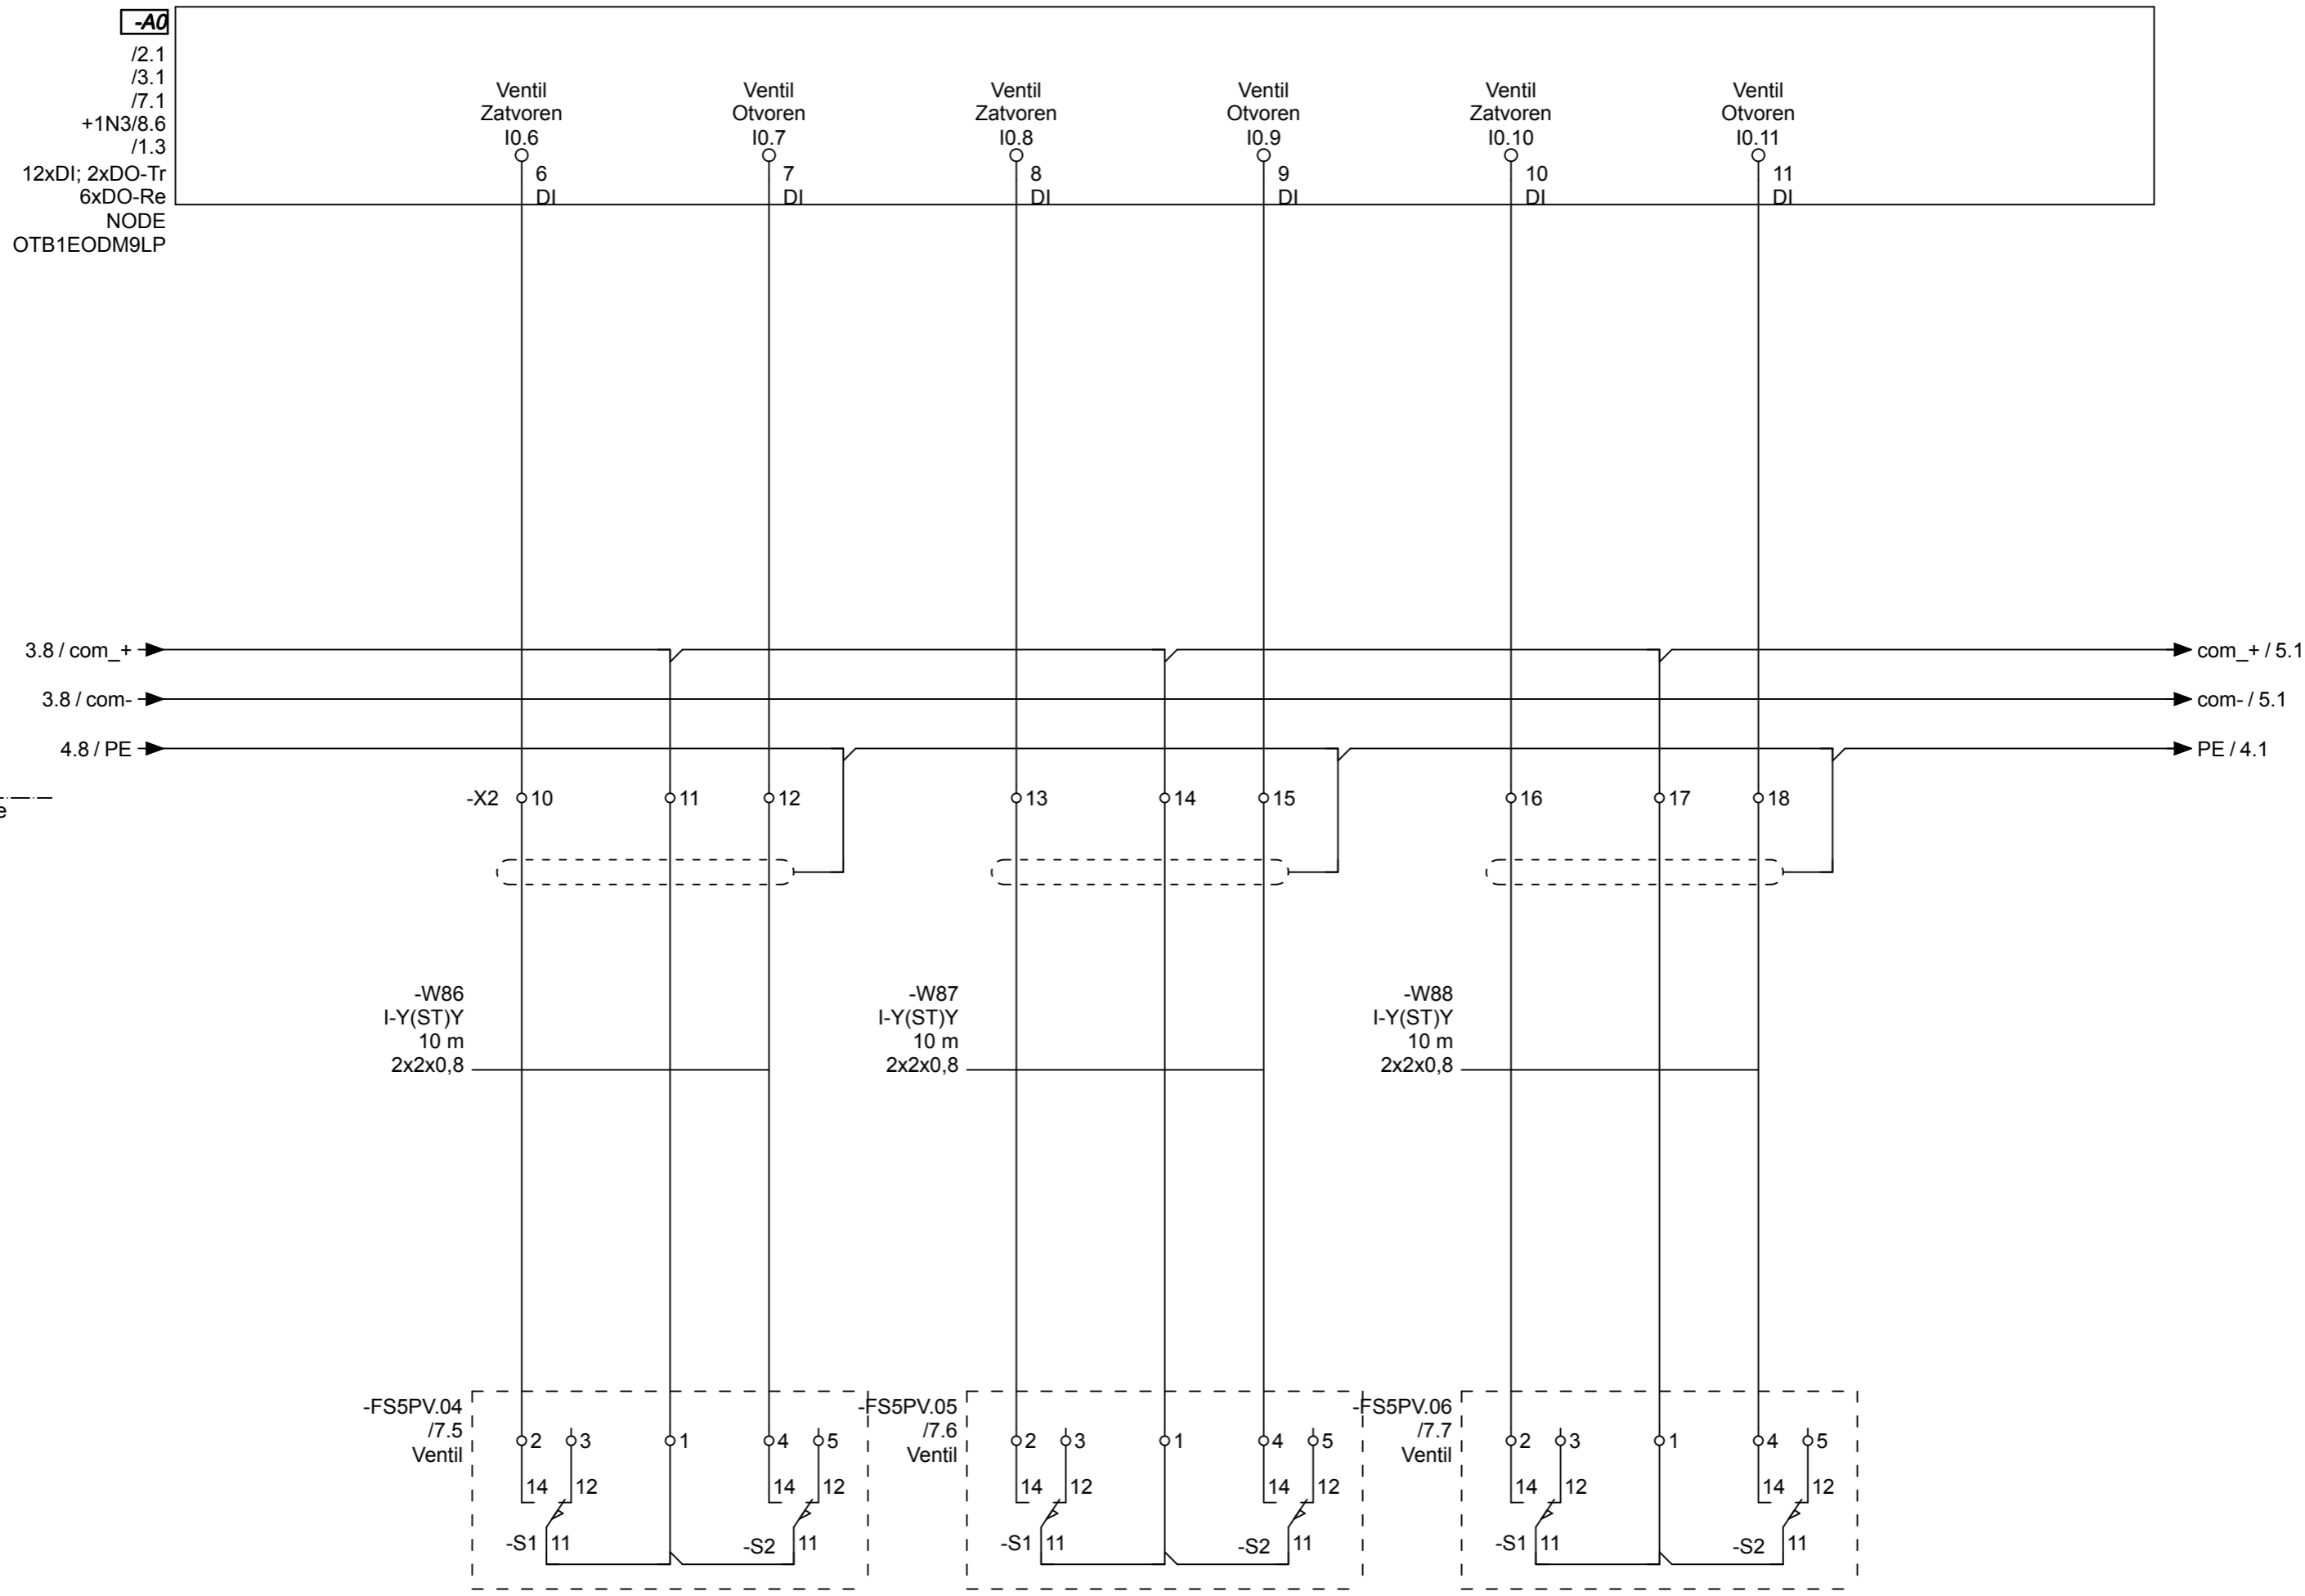 -A0
/2.1
/3.1
/7.1
+1N3/8.6
/1.3
12xDI; 2xDO-Tr
6xDO-Re
NODE
OTB1EODM9LP
Ventil
Zatvoren
I0.6
6
DI
Ventil
Otvoren
I0.7
7
DI
Ventil
Zatvoren
I0.8
8
DI
Ventil
Otvoren
I0.9
9
DI
Ventil
Zatvoren
I0.10
10
DI
Ventil
Otvoren
I0.11
11
DI
3.8 / com_+
com_+ / 5.1
3.8 / com-
com- / 5.1
4.8 / PE
PE / 4.1
e
-X2 10 11 12 13 14 15 16 17 18
-W86
I-Y(ST)Y
10 m
2x2x0,8
-W87
I-Y(ST)Y
10 m
2x2x0,8
-W88
I-Y(ST)Y
10 m
2x2x0,8
-FS5PV.04
/7.5
Ventil
2 3 1 4 5
14 12 14 12
-S1 11 -S2 11
-FS5PV.05
/7.6
Ventil
2 3 1 4 5
14 12 14 12
-S1 11 -S2 11
-FS5PV.06
/7.7
Ventil
2 3 1 4 5
14 12 14 12
-S1 11 -S2 11